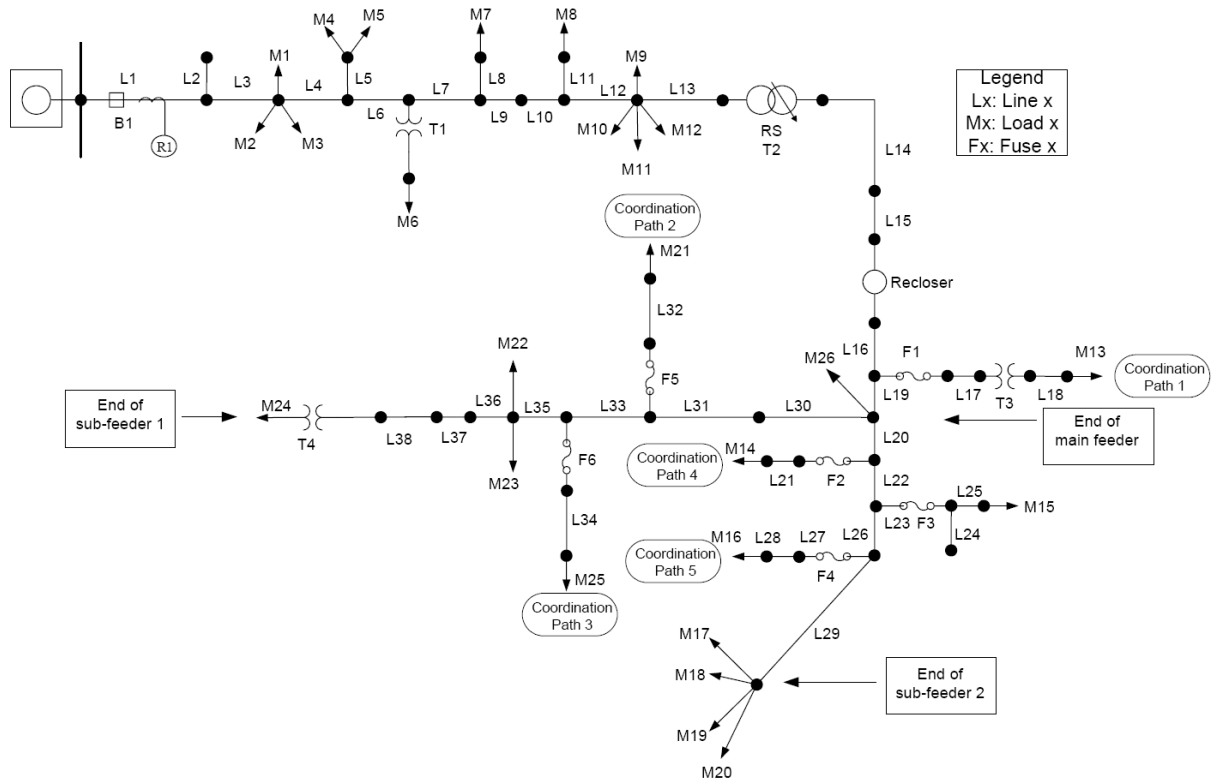 M4
M5
M7
M8
L1
L2
L3
M1
L4
L5
L6
L7
L8
L9
L10
L11
L12
M9
L13
B1
R1
M2
M3
T1
M6
M10
M11
M12
RS
T2
L14
Legend
Lx: Line x
Mx: Load x
Fx: Fuse x
Coordination
Path 2
M21
L15
Recloser
L32
M22
M26
L16
F1
M13
Coordination
Path 1
F5
L19
L17
T3
L18
End of
sub-feeder 1
M24
T4
L38
L37
L36
L35
L33
L31
L30
End of
main feeder
L20
M23
F6
Coordination
Path 4
M14
L21
F2
L22
L34
L25
M15
L23
F3
L24
M25
Coordination
Path 3
Coordination
Path 5
M16
L28
L27
F4
L26
L29
M17
M18
M19
M20
End of
sub-feeder 2